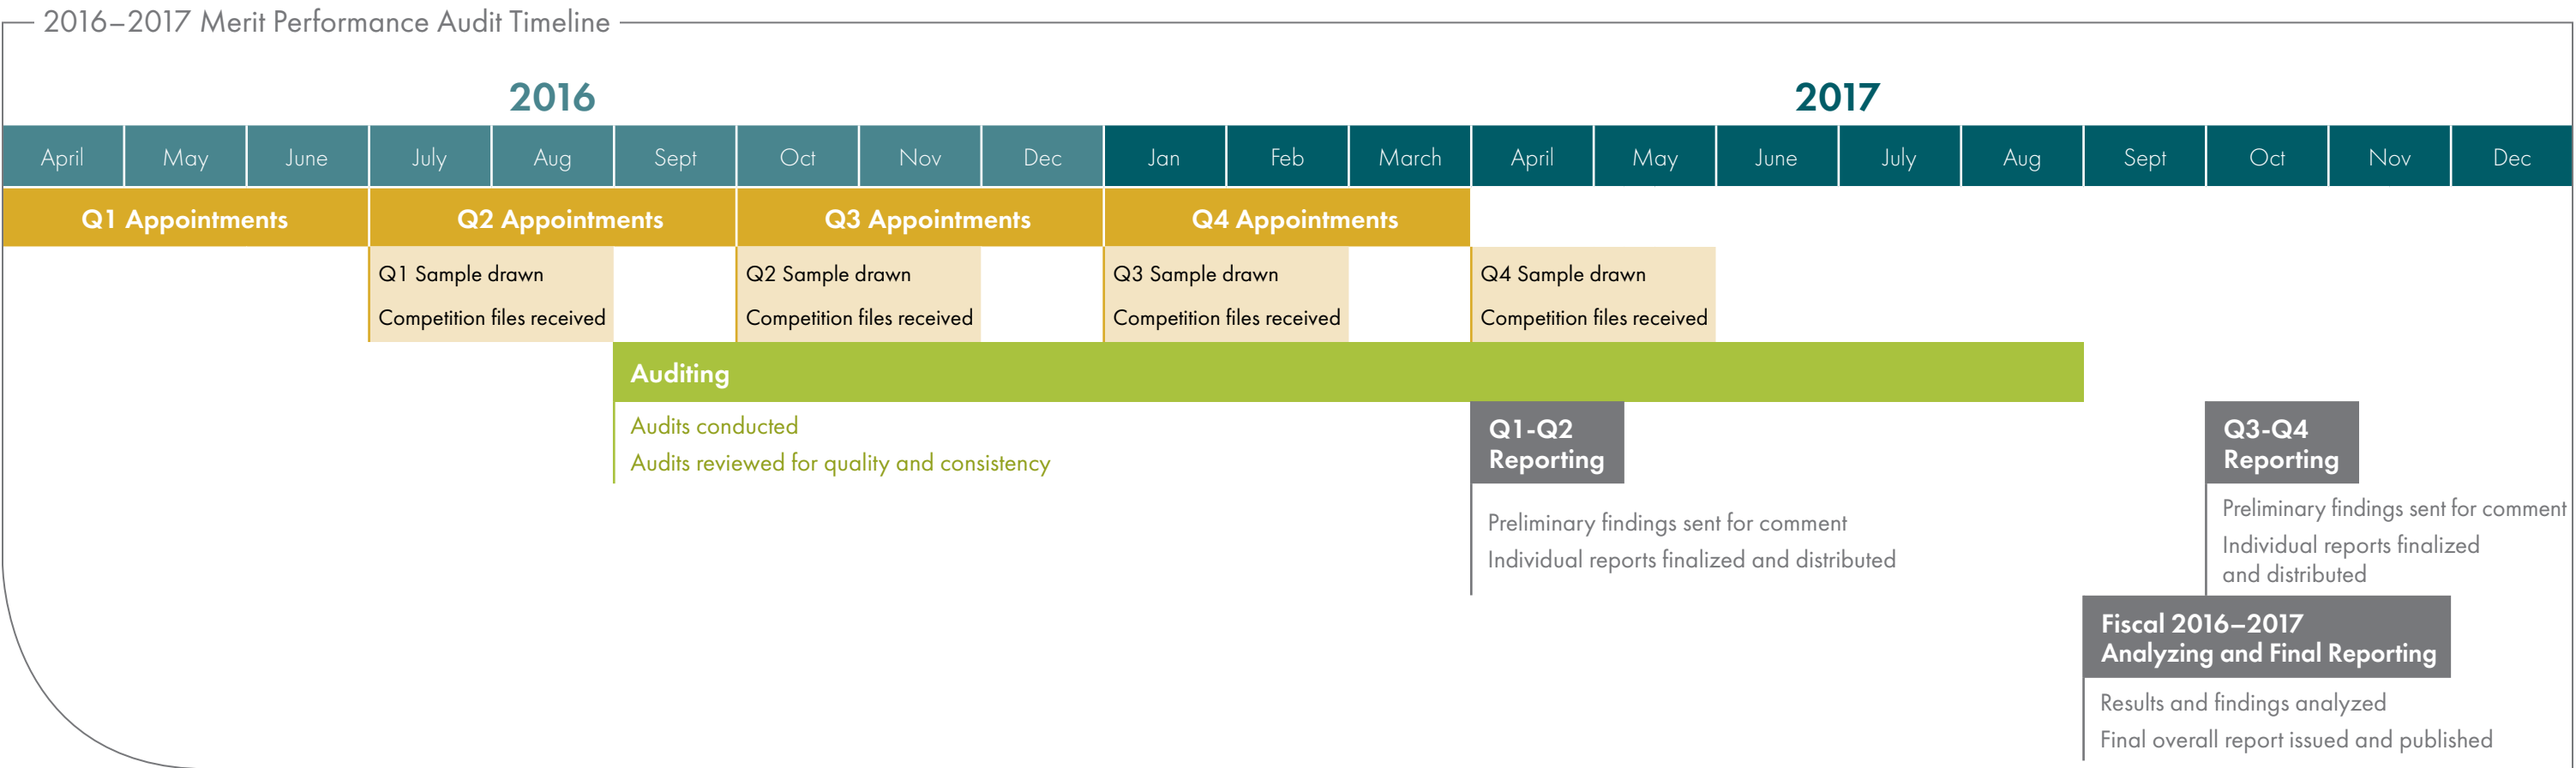 2016–2017 Merit Performance Audit Timeline
2016
2017
April May June July Aug Sept Oct Nov Dec Jan Feb March April May June July Aug Sept Oct Nov Dec
Q1 Appointments Q2 Appointments Q3 Appointments Q4 Appointments
Q1 Sample drawn
Competition files received
Q2 Sample drawn
Competition files received
Q3 Sample drawn
Competition files received
Q4 Sample drawn
Competition files received
Auditing
Audits conducted
Audits reviewed for quality and consistency
Q1-Q2
Reporting
Preliminary findings sent for comment
Individual reports finalized and distributed
Q3-Q4
Reporting
Preliminary findings sent for comment
Individual reports finalized
and distributed
Fiscal 2016–2017
Analyzing and Final Reporting
Results and findings analyzed
Final overall report issued and published